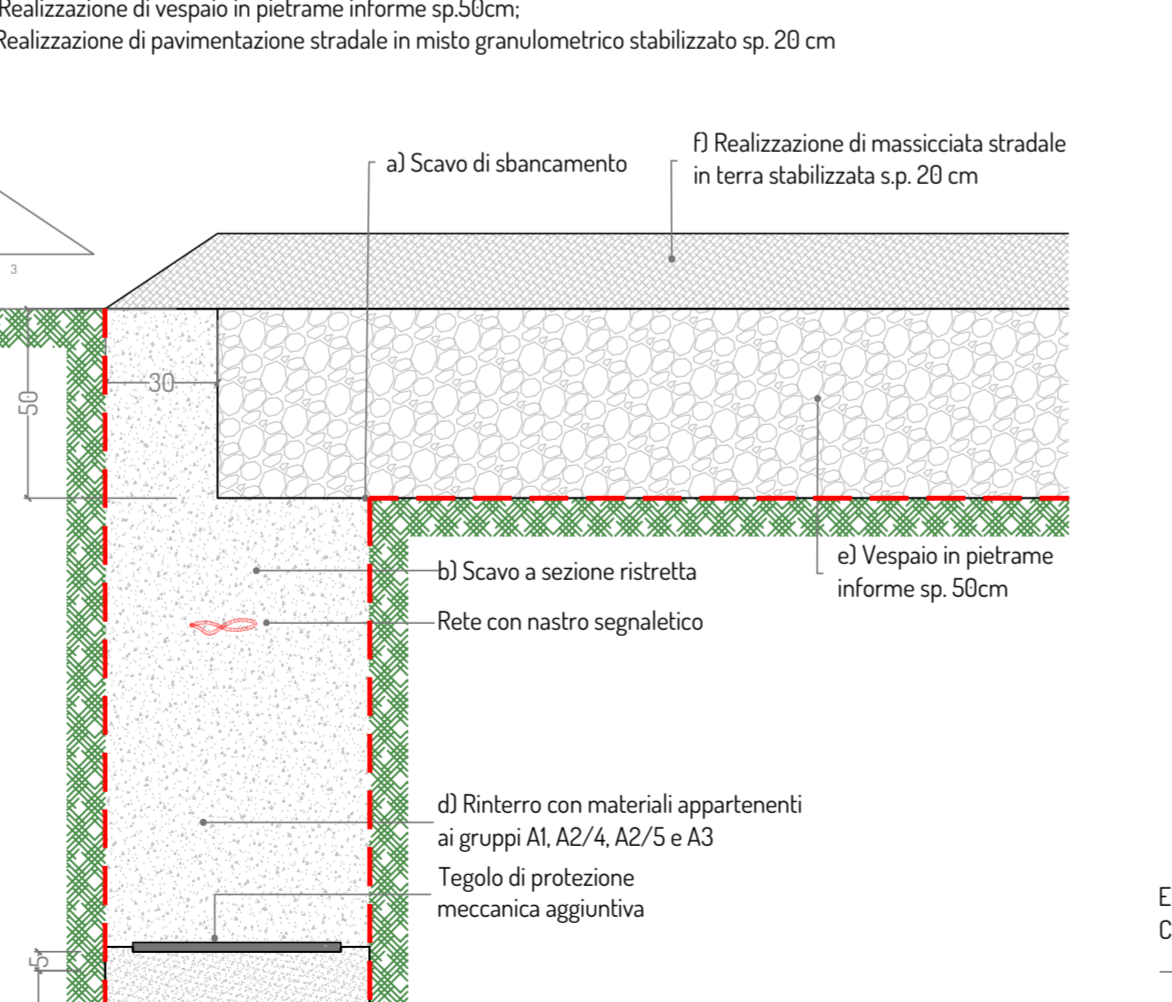 Realizzazione di vespaio in pietrame informe sp.50cm;
Realizzazione di pavimentazione stradale in misto granulometrico stabilizzato sp. 20 cm
a) Scavo di sbancamento
f) Realizzazione di massicciata stradale
in terra stabilizzata s.p. 20 cm
3
50
30
e) Vespaio in pietrame
informe sp. 50cm
b) Scavo a sezione ristretta
Rete con nastro segnaletico
d) Rinterro con materiali appartenenti
ai gruppi A1, A2/4, A2/5 e A3
Tegolo di protezione
meccanica aggiuntiva
E
C
5